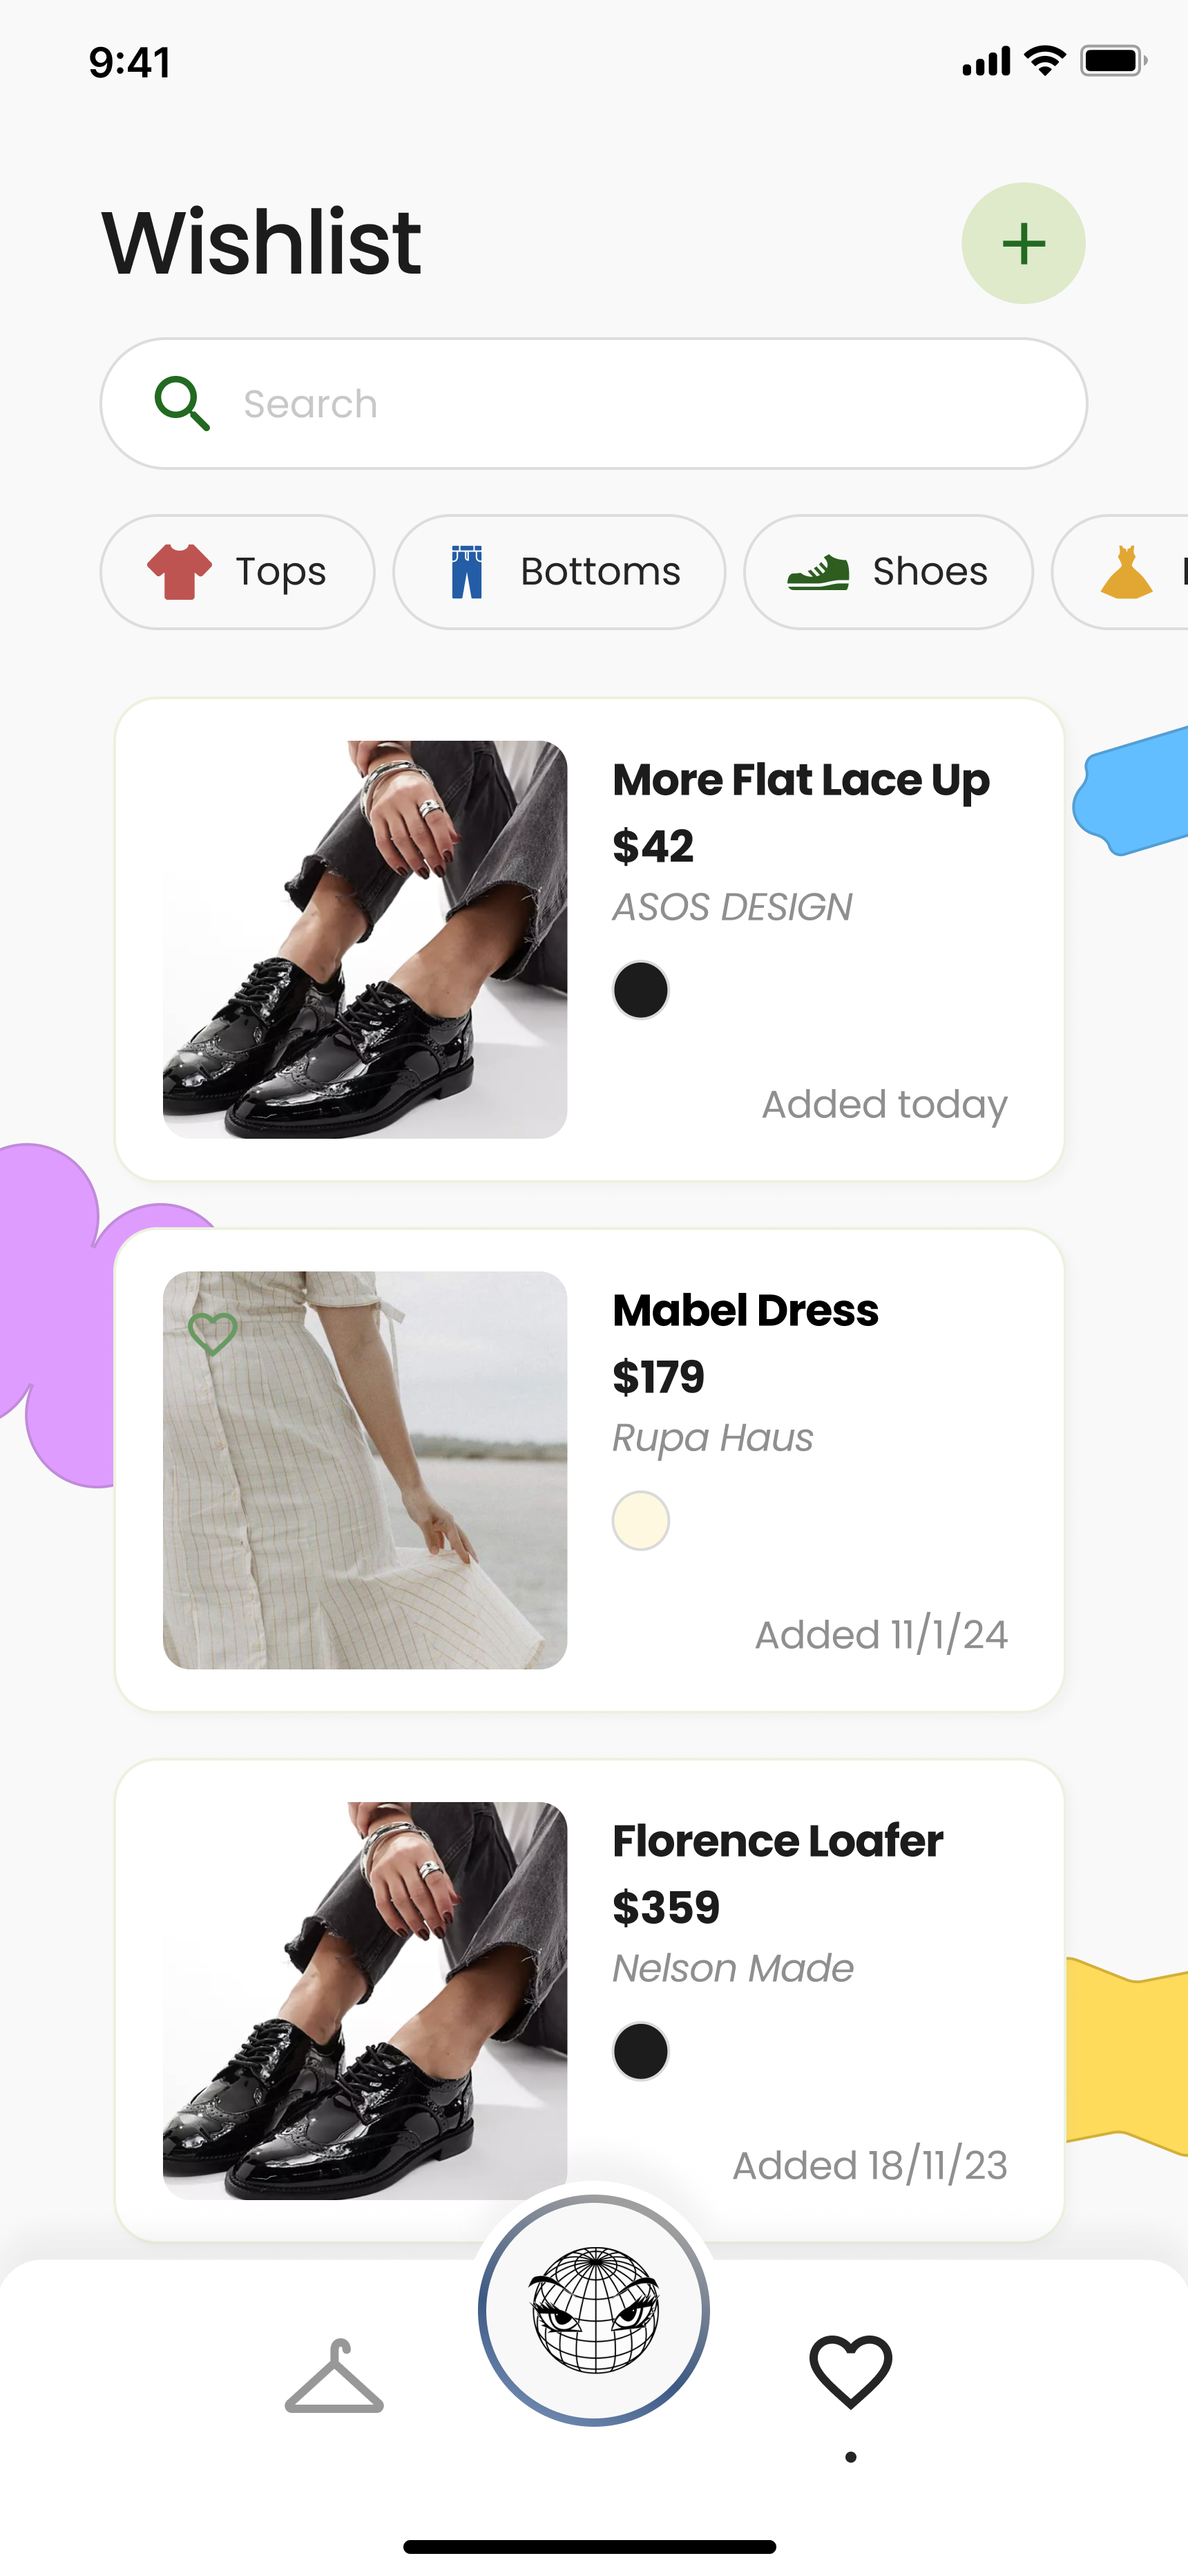 9:41
Wishlist
Search
Tops
Bottoms
Shoes
More Flat Lace Up
$42
ASOS DESIGN
Added today
Mabel Dress
$179
Rupa Haus
Added 11/1/24
Florence Loafer
$359
Nelson Made
Added 18/11/23